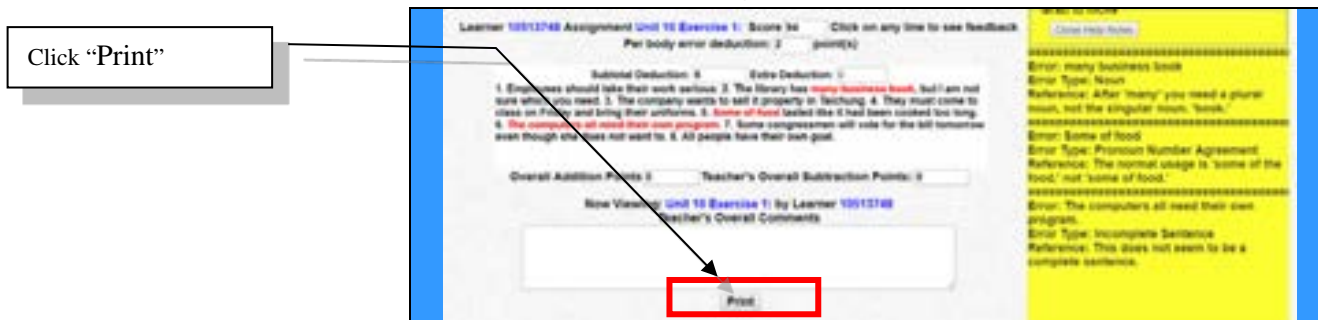 Click “Print”
Learner 10513748 Assignment Unit 10 Exercise 1: Score 94 Click on any line to see feedback
Per body error deduction: 2 point(s)
Subtotal Deduction: 6 Extra Deduction: 0
1. Employees should take their work serious. 2. The library has many business book, but I am not
sure which you need. 3. The company wants to sell it property in Taichung. 4. They must come to
class on Friday and bring their uniforms. 5. Some of food tasted like it had been cooked too long.
6. The computers all need their own program. 7. Some congressmen will vote for the bill tomorrow
even though she does not want to. 8. All people have their own goal.
Overall Addition Points 0 Teacher's Overall Subtraction Points: 0
Now Viewing: Unit 10 Exercise 1: by Learner 10513748
Teacher's Overall Comments
Print
Close Help Notes
Error: many business book
Error Type: Noun
Reference: After 'many' you need a plural
noun, not the singular noun, 'book.'
Error: Some of food
Error Type: Pronoun Number Agreement
Reference: The normal usage is 'some of the
food,' not 'some of food.'
Error: The computers all need their own
program.
Error Type: Incomplete Sentence
Reference: This does not seem to be a
complete sentence.